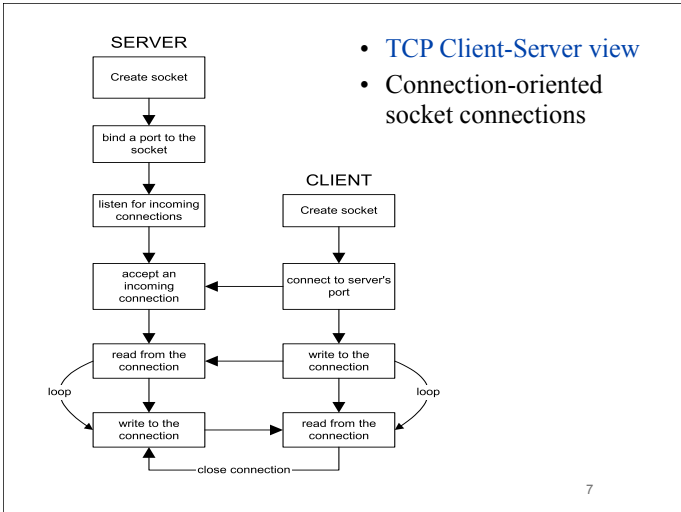 SERVER
Create socket
bind a port to the
socket
listen for incoming
connections
accept an
incoming
connection
read from the
connection
loop
write to the
connection
CLIENT
Create socket
connect to server's
port
write to the
connection
loop
read from the
connection
close connection
• TCP Client-Server view
• Connection-oriented
socket connections
7